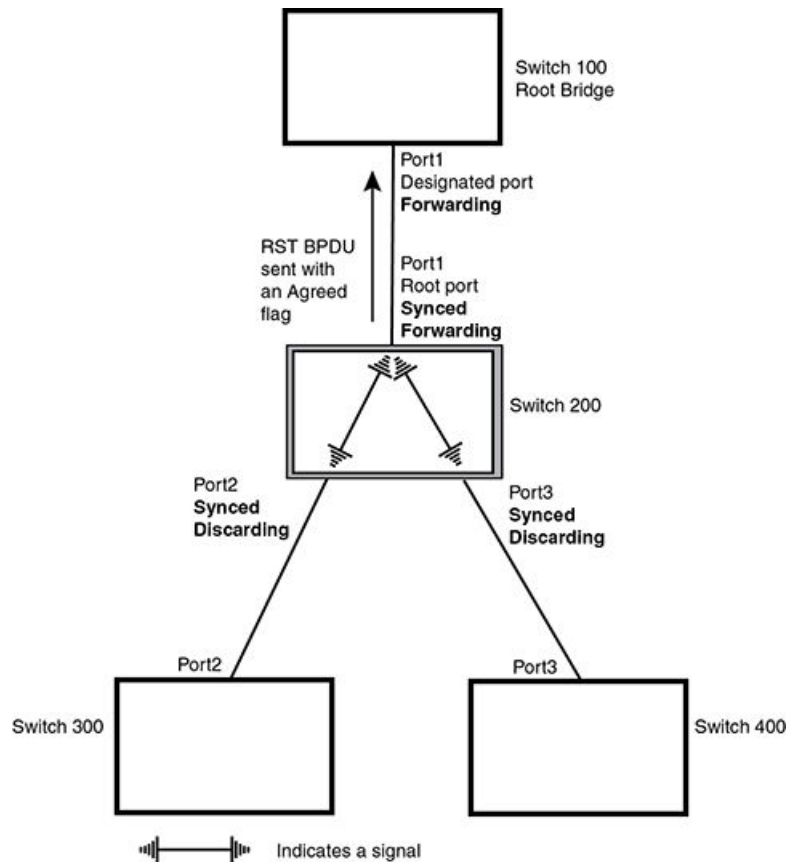 Switch 100
Root Bridge
Port1
Designated port
Forwarding
RST BPDU
sent with
an Agreed
flag
Port1
Root port
Synced
Forwarding
Switch 200
Port2
Synced
Discarding
Port3
Synced
Discarding
Port2
Port3
Switch 300
Switch 400
Indicates a signal